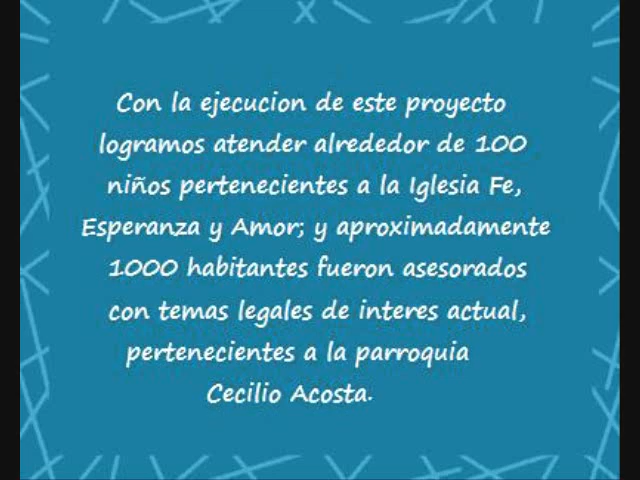 Con la ejecucion de este proyecto
logramos atender alrededor de 100
niños pertenecientes a la Iglesia Fe,
Esperanza y Amor; y aproximadamente
1000 habitantes fueron asesorados
con temas legales de interes actual,
pertenecientes a la parroquia
Cecilio Acosta.